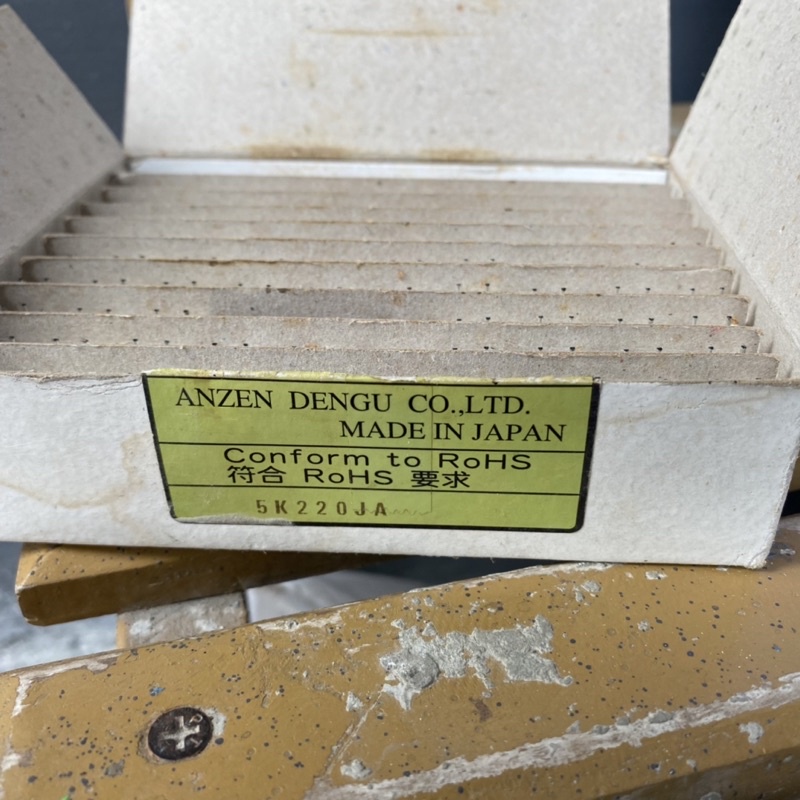 ANZEN DENGU CO.,LTD.
MADE IN JAPAN
Conform to RoHS
符合 RoHS 要求
5K220JA